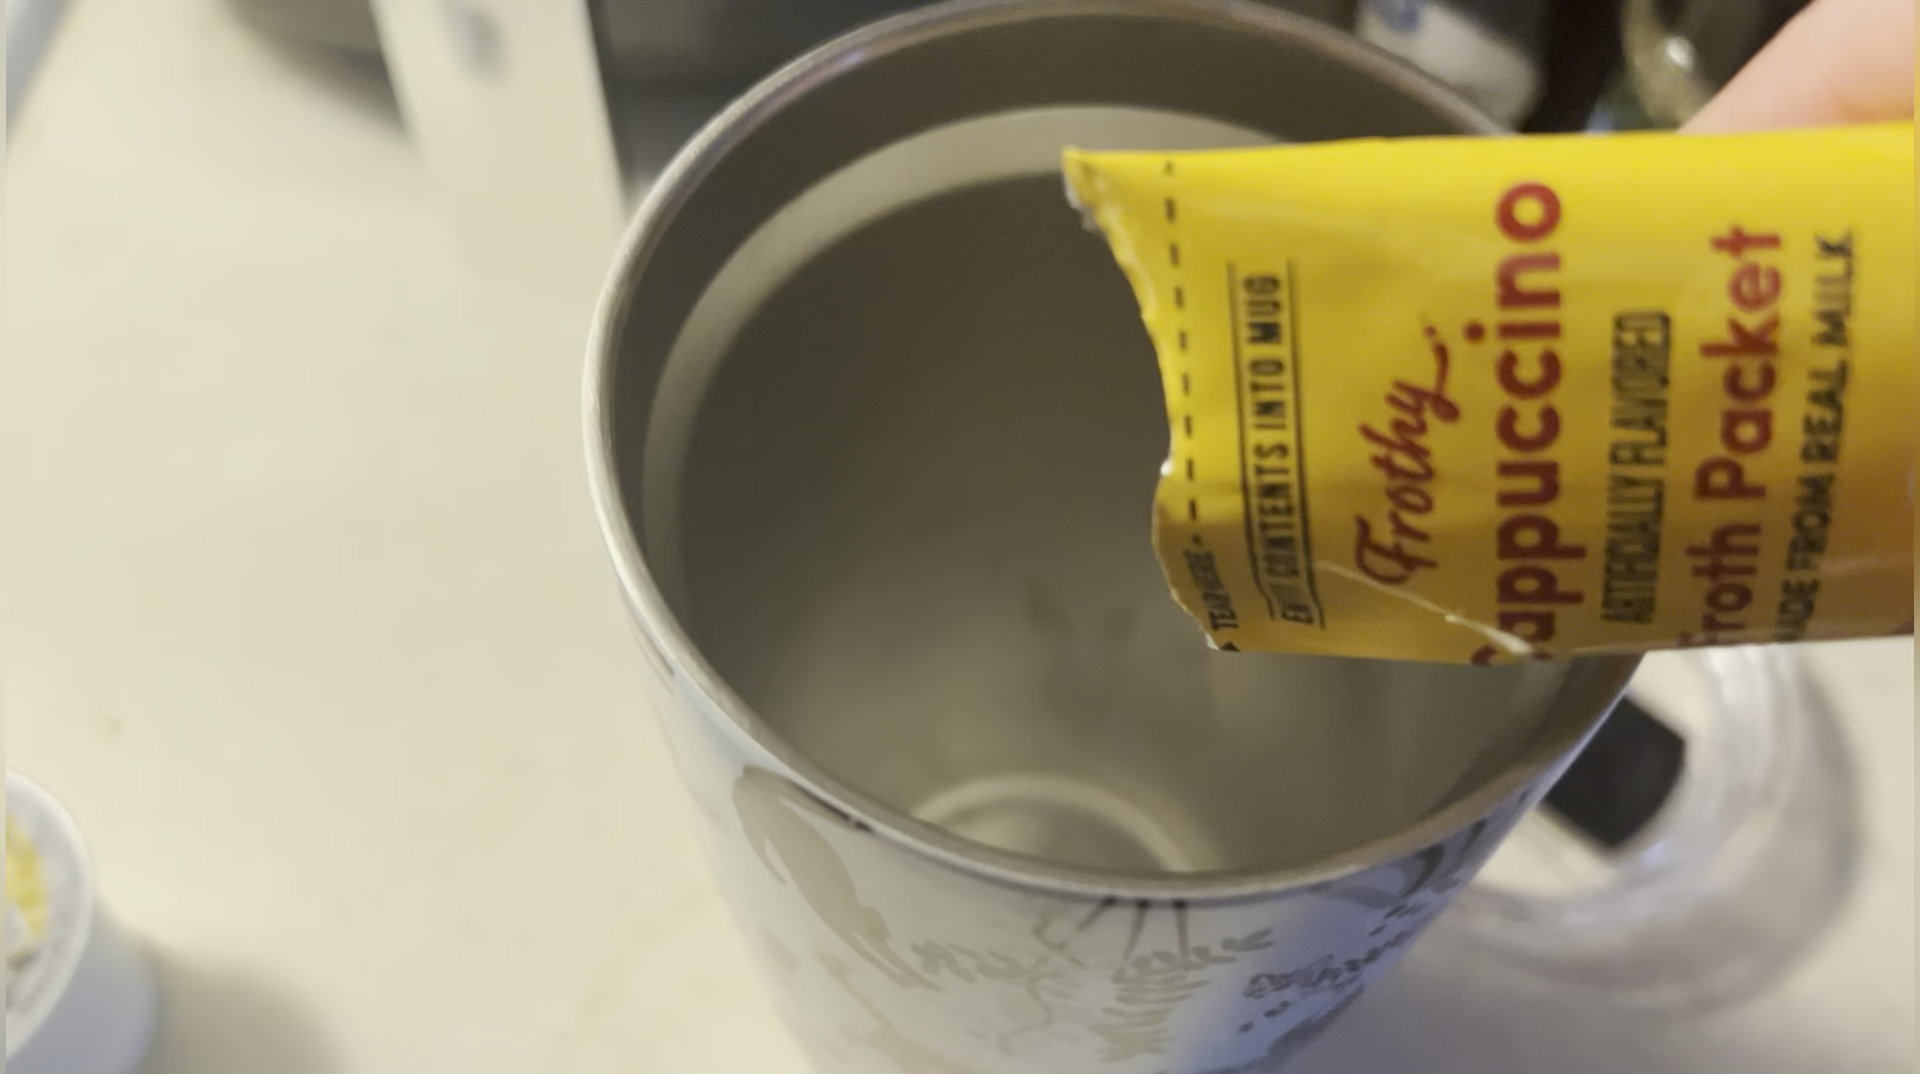 TEAR HERE
EMPTY CONTENTS INTO MUG
Frothy
Cappuccino
ARTIFICIALLY FLAVORED
Froth Packet
MADE FROM REAL MILK